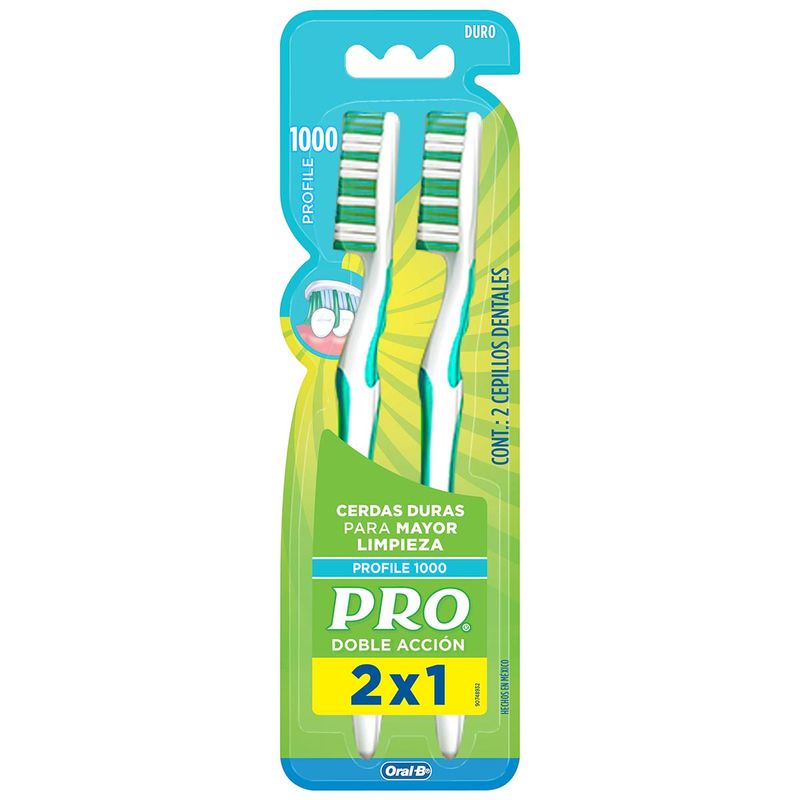 DURO
1000
PROFILE
CONT.: 2 CEPILLOS DENTALES
CERDAS DURAS
PARA MAYOR
LIMPIEZA
PROFILE 1000
PRO®
DOBLE ACCIÓN
2x1
90748932
HECHOS EN MÉXICO
Oral-B®